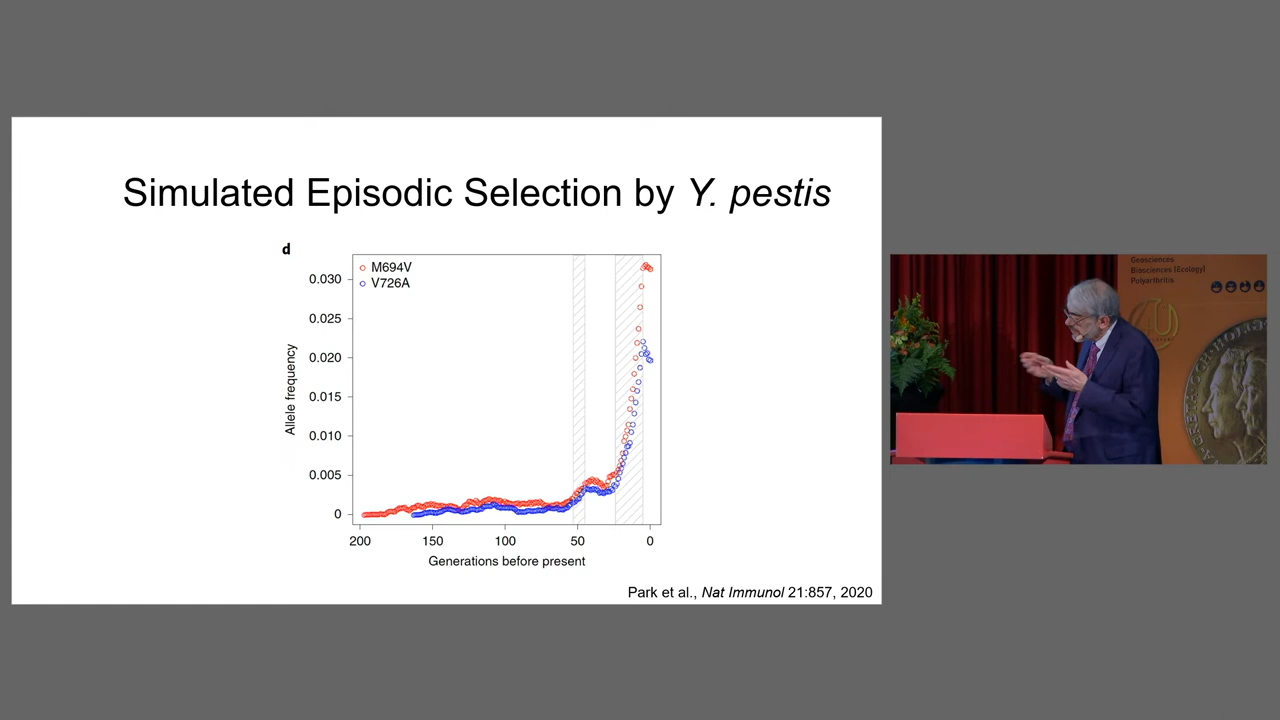 Simulated Episodic Selection by Y. pestis
d
M694V
V726A
0.030
0.025
0.020
0.015
0.010
0.005
0
Allele frequency
200 150 100 50 0
Generations before present
Park et al., Nat Immunol 21:857, 2020
Geosciences
Biosciences (Ecology)
Polyarthritis